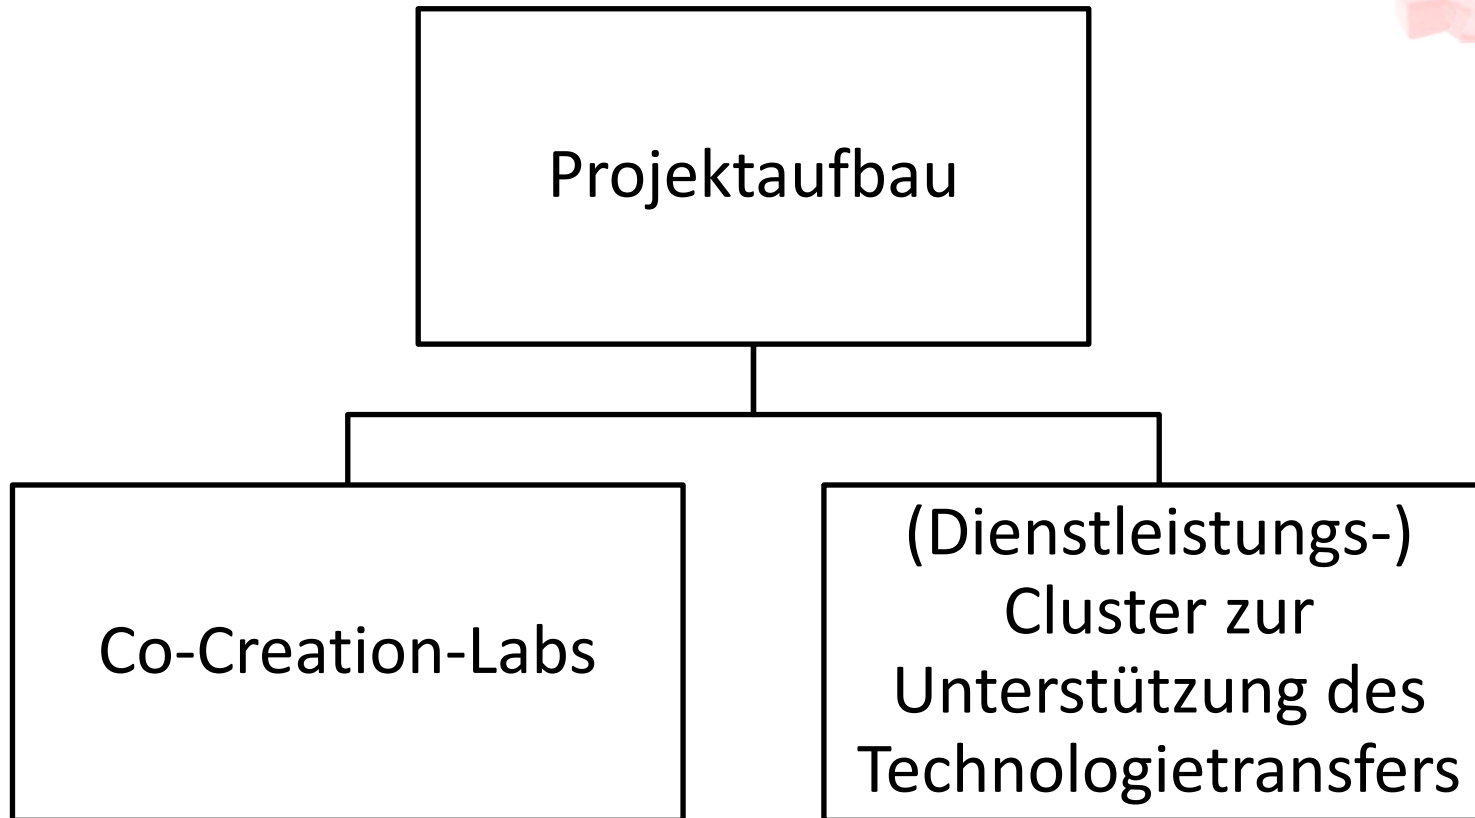 Projektaufbau
Co-Creation-Labs
(Dienstleistungs-)
Cluster zur
Unterstützung des
Technologietransfers